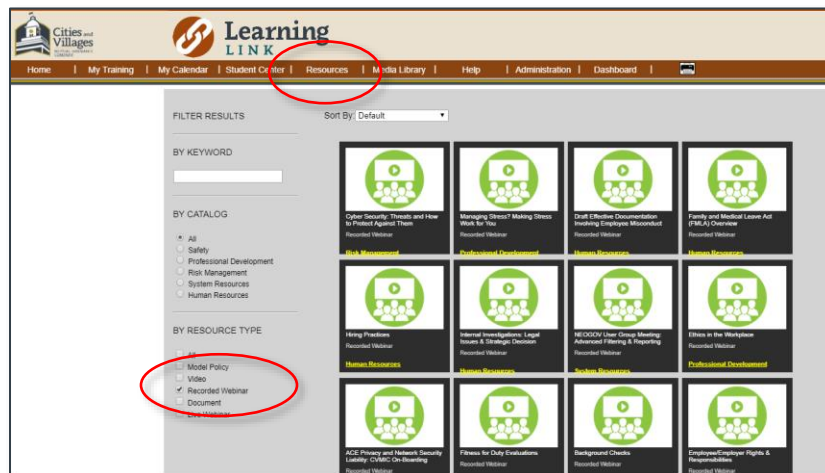 Cities and
Villages
MUTUAL INSURANCE
COMPANY
Learning
LINK
Home | My Training | My Calendar | Student Center | Resources | Media Library | Help | Administration | Dashboard |
FILTER RESULTS
Sort By: Default
BY KEYWORD
BY CATALOG
All
Safety
Professional Development
Risk Management
System Resources
Human Resources
BY RESOURCE TYPE
All
Model Policy
Video
Recorded Webinar
Document
Live Webinar
Cyber Security: Threats and How
to Protect Against Them
Recorded Webinar
Risk Management
Managing Stress? Making Stress
Work for You
Recorded Webinar
Professional Development
Draft Effective Documentation
Involving Employee Misconduct
Recorded Webinar
Human Resources
Family and Medical Leave Act
(FMLA) Overview
Recorded Webinar
Human Resources
Hiring Practices
Recorded Webinar
Human Resources
Internal Investigations: Legal
Issues & Strategic Decision
Recorded Webinar
Human Resources
NEOGOV User Group Meeting:
Advanced Filtering & Reporting
Recorded Webinar
System Resources
Ethics in the Workplace
Recorded Webinar
Professional Development
ACE Privacy and Network Security
Liability: CVMIC On-Boarding
Recorded Webinar
Fitness for Duty Evaluations
Recorded Webinar
Background Checks
Recorded Webinar
Employee/Employer Rights &
Responsibilities
Recorded Webinar